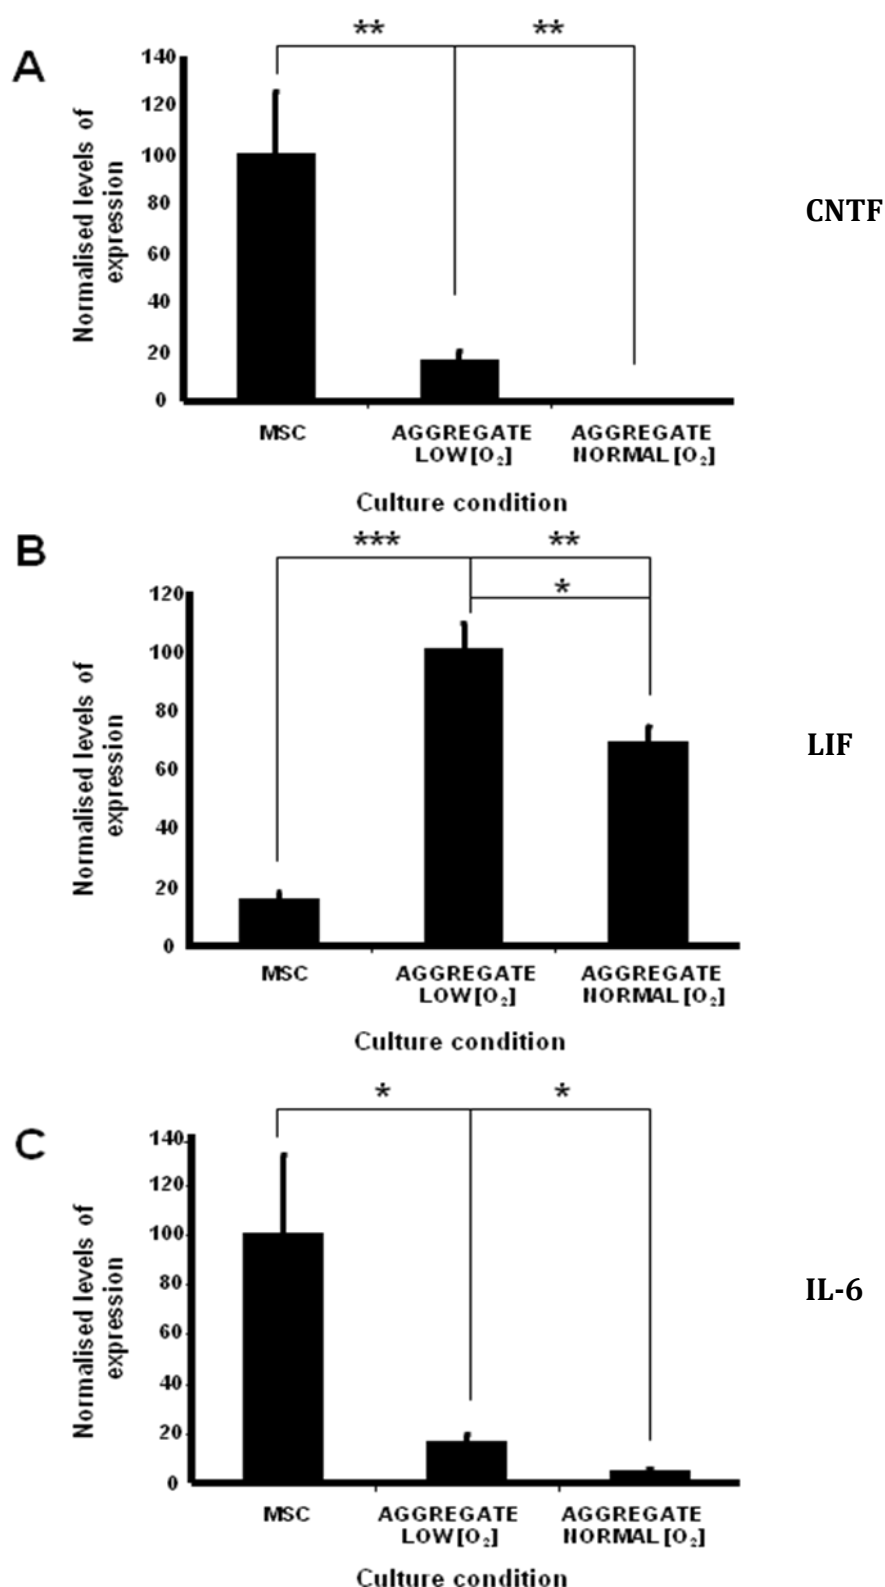 ** **
A
140
120
100
80
60
40
20
0
Normalised levels of
expression
CNTF
MSC AGGREGATE AGGREGATE
LOW[O₂] NORMAL[O₂]
Culture condition
*** **
*
B
120
100
80
60
40
20
0
Normalised levels of
expression
LIF
MSC AGGREGATE AGGREGATE
LOW[O₂] NORMAL[O₂]
Culture condition
* *
C
140
120
100
80
60
40
20
0
Normalised levels of
expression
IL-6
MSC AGGREGATE AGGREGATE
LOW[O₂] NORMAL[O₂]
Culture condition